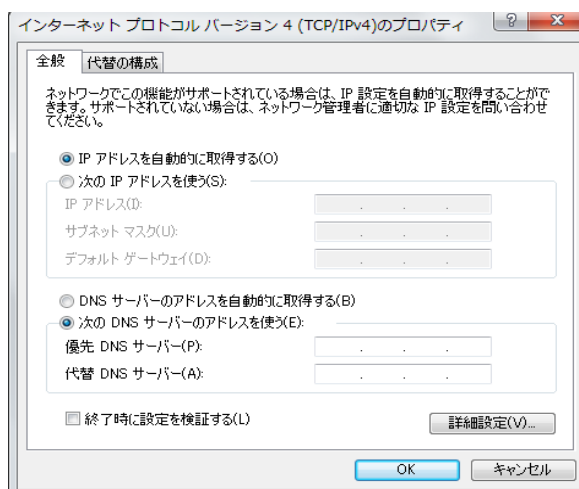 インターネット プロトコル バージョン 4 (TCP/IPv4)のプロパティ
全般
代替の構成
ネットワークでこの機能がサポートされている場合は、IP 設定を自動的に取得することがで
きます。サポートされていない場合は、ネットワーク管理者に適切な IP 設定を問い合わせ
てください。
IP アドレスを自動的に取得する(O)
次の IP アドレスを使う(S):
IP アドレス(I):
サブネット マスク(U):
デフォルト ゲートウェイ(D):
DNS サーバーのアドレスを自動的に取得する(B)
次の DNS サーバーのアドレスを使う(E):
優先 DNS サーバー(P):
代替 DNS サーバー(A):
終了時に設定を検証する(L)
詳細設定(V)...
OK
キャンセル